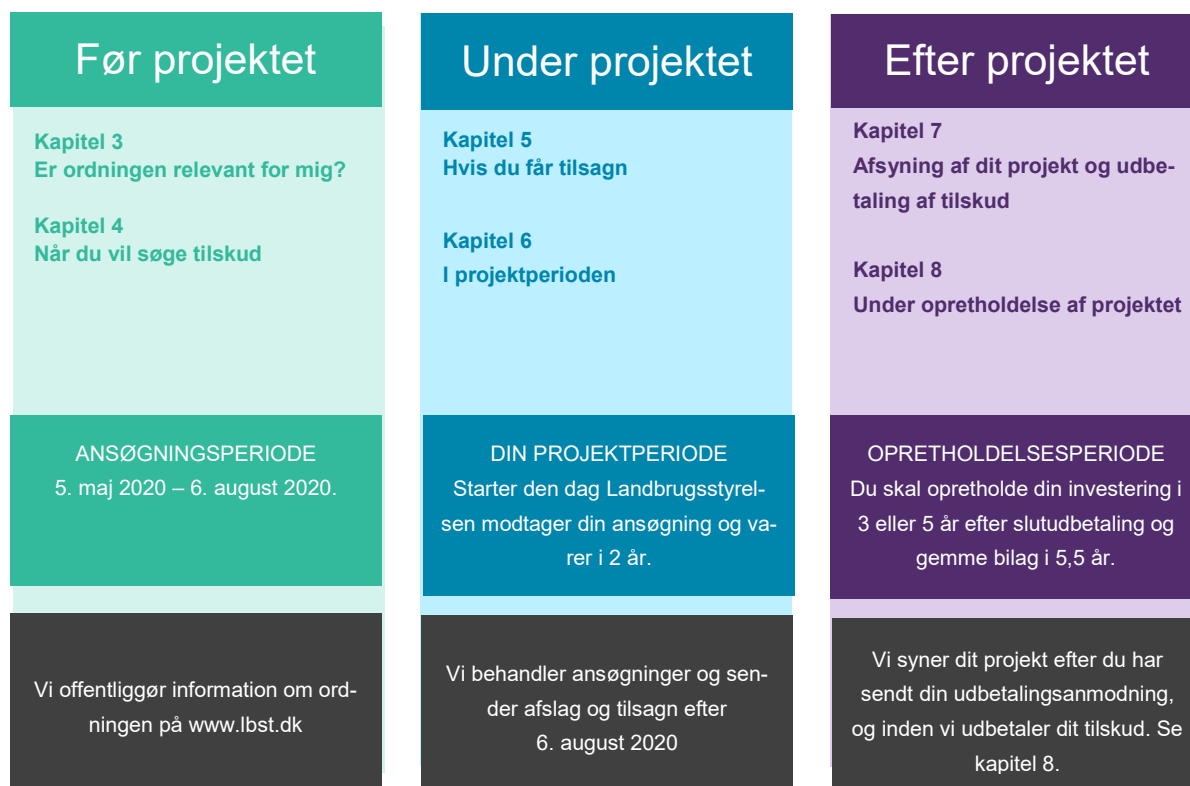 Før projektet
Kapitel 3
Er ordningen relevant for mig?
Kapitel 4
Når du vil søge tilskud
ANSØGNINGSPERIODE
5. maj 2020 – 6. august 2020.
Vi offentliggør information om ord-
ningen på www.lbst.dk
Under projektet
Kapitel 5
Hvis du får tilsagn
Kapitel 6
I projektperioden
DIN PROJEKTPERIODE
Starter den dag Landbrugsstyrel-
sen modtager din ansøgning og va-
rer i 2 år.
Vi behandler ansøgninger og sen-
der afslag og tilsagn efter
6. august 2020
Efter projektet
Kapitel 7
Afsyning af dit projekt og udbe-
taling af tilskud
Kapitel 8
Under opretholdelse af projektet
OPRETHOLDELSESPERIODE
Du skal opretholde din investering i
3 eller 5 år efter slutudbetaling og
gemme bilag i 5,5 år.
Vi syner dit projekt efter du har
sendt din udbetalingsanmodning,
og inden vi udbetaler dit tilskud. Se
kapitel 8.